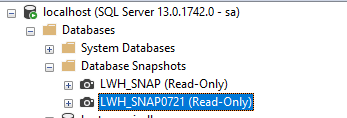 localhost (SQL Server 13.0.1742.0 - sa)
Databases
System Databases
Database Snapshots
LWH_SNAP (Read-Only)
LWH_SNAP0721 (Read-Only)